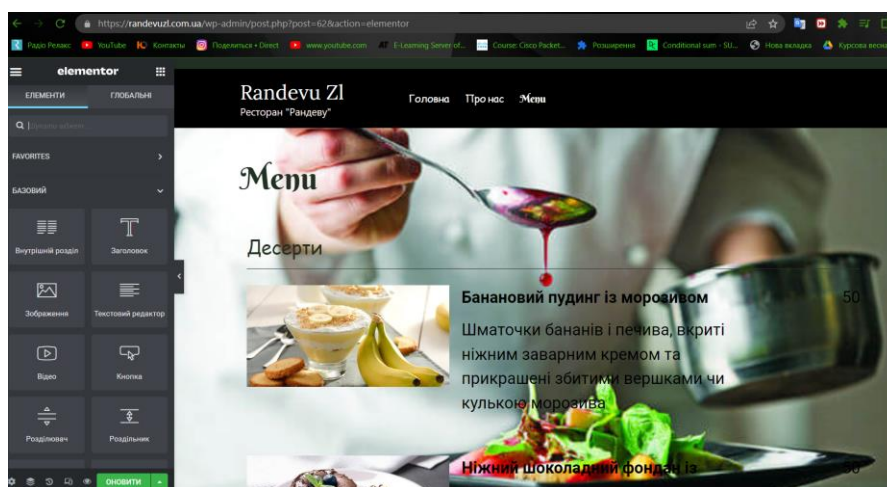 https://randevuzl.com.ua/wp-admin/post.php?post=62&action=elementor
Радіо Релакс YouTube Контакты Поделиться • Direct www.youtube.com E-Learning Server of... Course: Cisco Packet... Розширення Conditional sum - SU... Нова вкладка Курсова
elementor
ЕЛЕМЕНТИ ГЛОБАЛЬНІ
FAVORITES
БАЗОВИЙ
Внутрішній розділ Заголовок
Зображення Текстовий редактор
Відео Кнопка
Розділювач Роздільник
ОНОВИТИ
Randevu Zl
Ресторан "Рандеву"
Головна Про нас Menu
Menu
Десерти
Банановий пудинг із морозивом 50
Шматочки бананів і печива, вкриті
ніжним заварним кремом та
прикрашені збитими вершками чи
кулькою морозива
Ніжний шоколадний фондан із 50